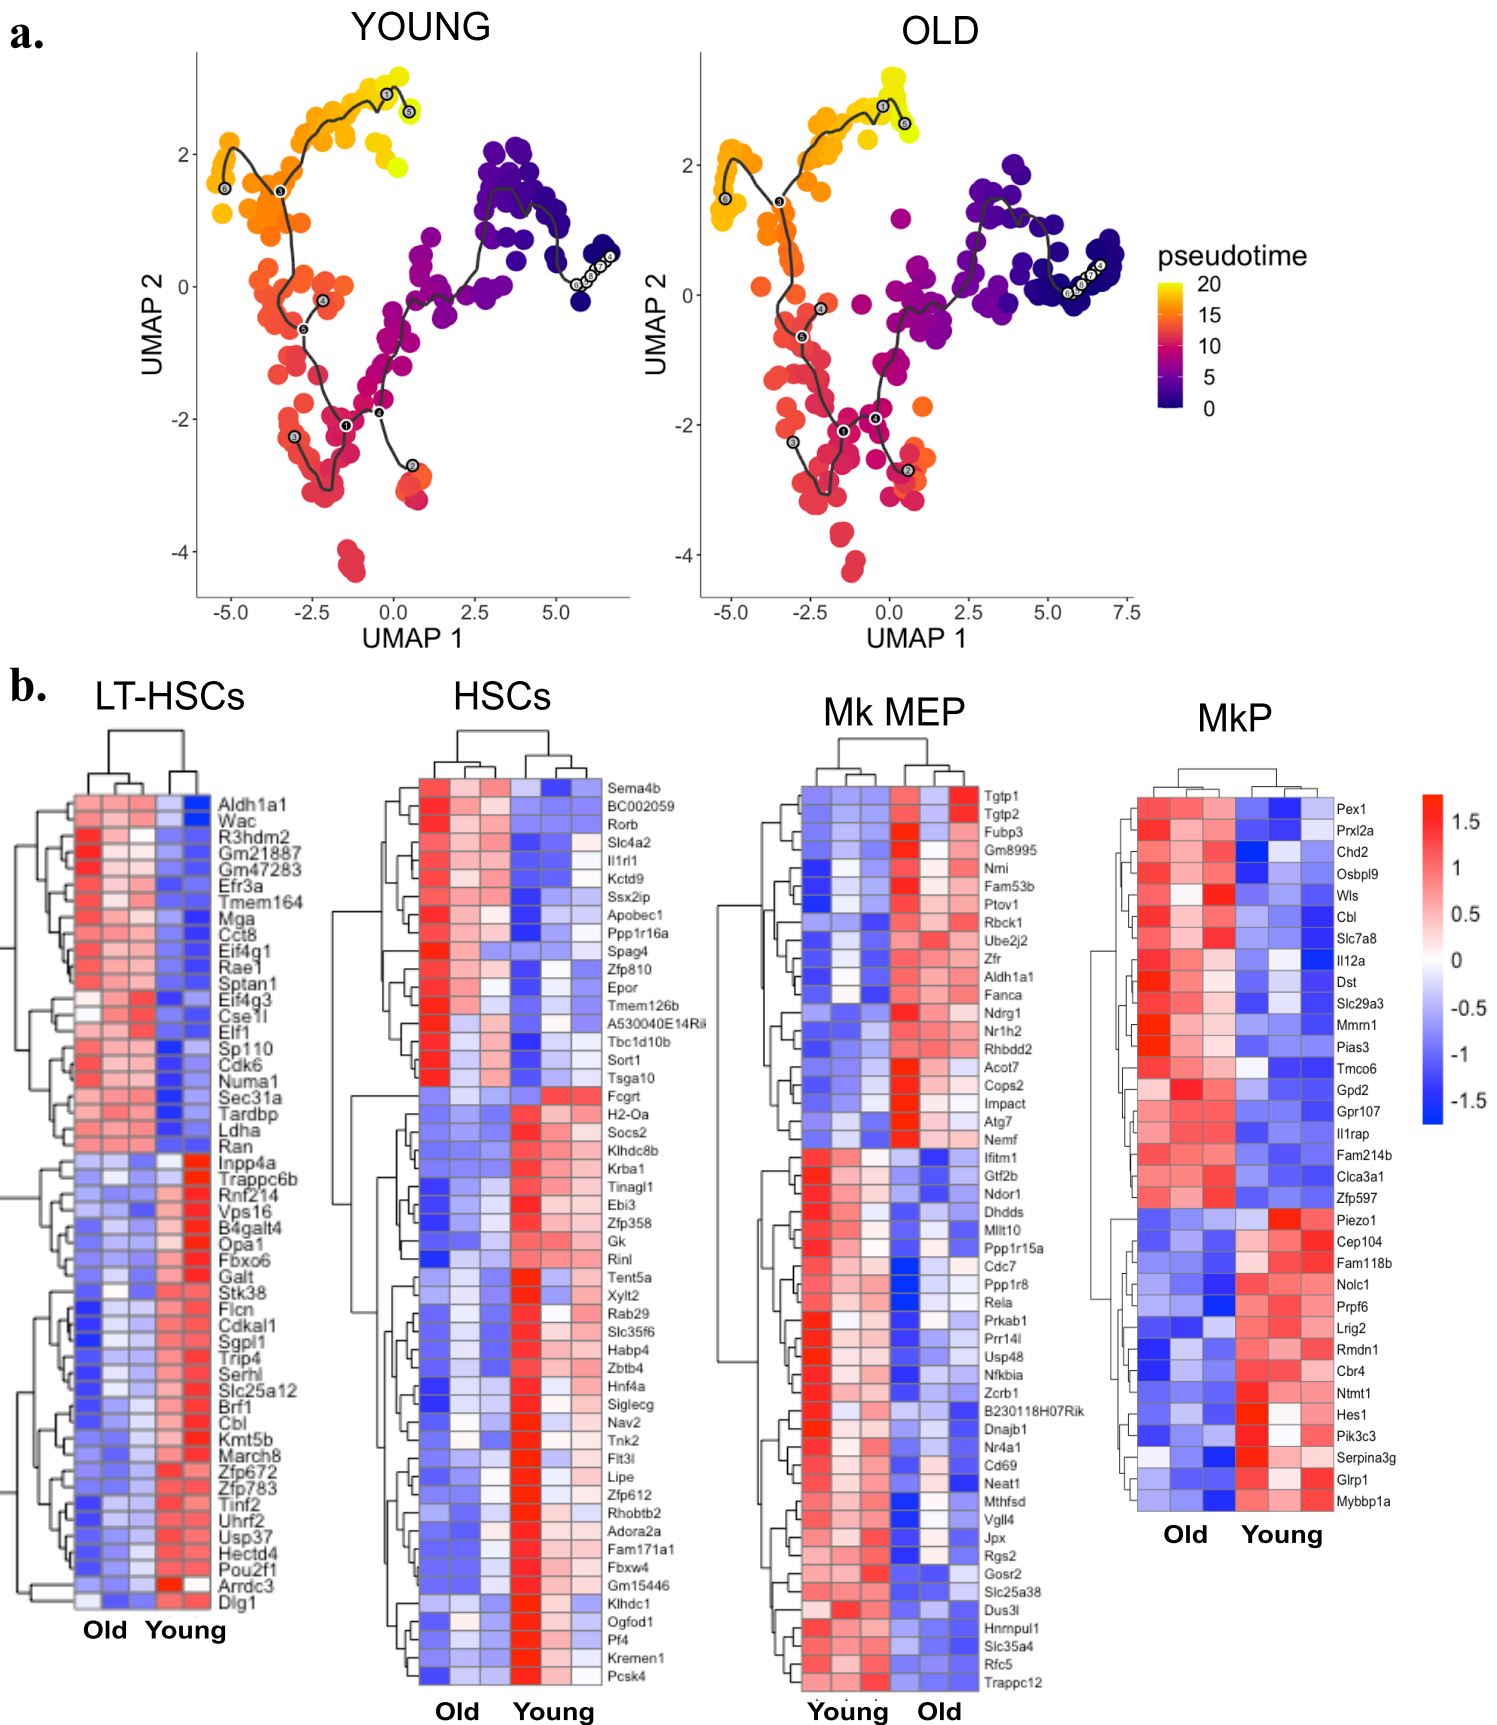 a.
YOUNG
OLD
UMAP 2
2
0
-2
-4
-5.0 -2.5 0.0 2.5 5.0
UMAP 1
UMAP 2
2
0
-2
-4
-5.0 -2.5 0.0 2.5 5.0 7.5
UMAP 1
pseudotime
20
15
10
5
0
b.
LT-HSCs
Aldh1a1
Wac
R3hdm2
Gm21887
Gm47283
Efr3a
Tmem164
Mga
Cct8
Eif4g1
Rae1
Sptan1
Eif4g3
Cse1l
Elf1
Sp110
Cdk6
Numa1
Sec31a
Tardbp
Ldha
Ran
Inpp4a
Trappc6b
Rnf214
Vps16
B4galt4
Opa1
Fbxo6
Galt
Stk38
Flcn
Cdkal1
Sgpl1
Trip4
Serhl
Slc25a12
Brf1
Cbl
Kmt5b
March8
Zfp672
Zfp783
Tinf2
Uhrf2
Usp37
Hectd4
Pou2f1
Arrdc3
Dlg1
Old Young
HSCs
Sema4b
BC002059
Rorb
Slc4a2
Il1rl1
Kctd9
Ssx2ip
Apobec1
Ppp1r16a
Spag4
Zfp810
Epor
Tmem126b
A530040E14Rik
Tbc1d10b
Sort1
Tsga10
Fcgrt
H2-Oa
Socs2
Klhdc8b
Krba1
Tinagl1
Ebi3
Zfp358
Gk
Rinl
Tent5a
Xylt2
Rab29
Slc35f6
Habp4
Zbtb4
Hnf4a
Siglecg
Nav2
Tnk2
Flt3l
Lipe
Zfp612
Rhobtb2
Adora2a
Fam171a1
Fbxw4
Gm15446
Klhdc1
Ogfod1
Pf4
Kremen1
Pcsk4
Old Young
Mk MEP
Tgtp1
Tgtp2
Fubp3
Gm8995
Nmi
Fam53b
Ptov1
Rbck1
Ube2j2
Zfr
Aldh1a1
Fanca
Ndrg1
Nr1h2
Rhbdd2
Acot7
Cops2
Impact
Atg7
Nemf
Ifitm1
Gtf2b
Ndor1
Dhdds
Mllt10
Ppp1r15a
Cdc7
Ppp1r8
Rela
Prkab1
Prr14l
Usp48
Nfkbia
Zcrb1
B230118H07Rik
Dnajb1
Nr4a1
Cd69
Neat1
Mthfsd
Vgll4
Jpx
Rgs2
Gosr2
Slc25a38
Dus3l
Hnrnpul1
Slc35a4
Rfc5
Trappc12
Young Old
MkP
Pex1
Prxl2a
Chd2
Osbpl9
Wls
Cbl
Slc7a8
Il12a
Dst
Slc29a3
Mmrn1
Pias3
Tmco6
Gpd2
Gpr107
Il1rap
Fam214b
Clca3a1
Zfp597
Piezo1
Cep104
Fam118b
Nolc1
Prpf6
Lrig2
Rmdn1
Cbr4
Ntmt1
Hes1
Pik3c3
Serpina3g
Glrp1
Mybbp1a
Old Young
1.5
1
0.5
0
-0.5
-1
-1.5